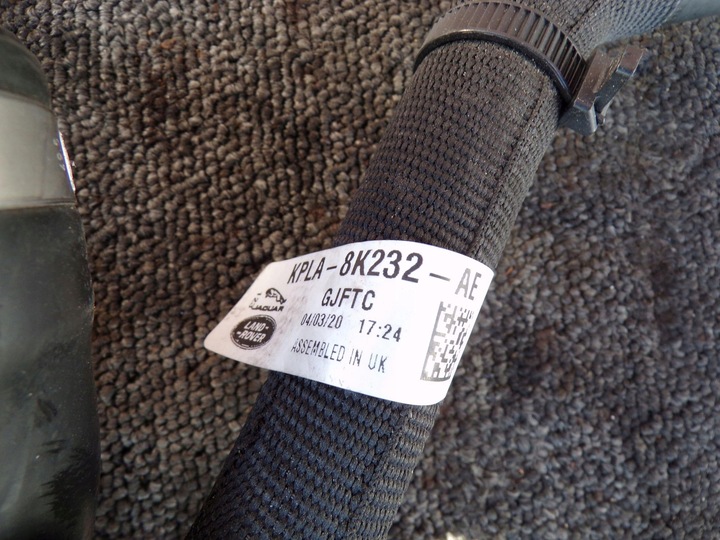 KPLA-8K232-AE
GJFTC
JAGUAR
04/03/20 17:24
LAND-
ROVER
ASSEMBLED IN UK